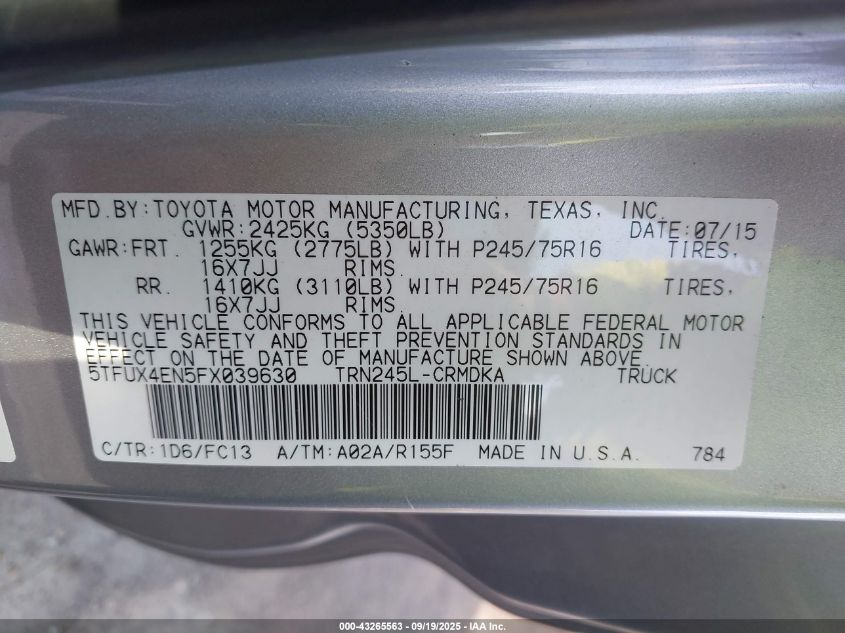 MFD.BY:TOYOTA MOTOR MANUFACTURING, TEXAS, INC.
GVWR:2425KG (5350LB) DATE:07/15
GAWR:FRT. 1255KG (2775LB) WITH P245/75R16 TIRES,
16X7JJ RIMS.
RR. 1410KG (3110LB) WITH P245/75R16 TIRES,
16X7JJ RIMS.
THIS VEHICLE CONFORMS TO ALL APPLICABLE FEDERAL MOTOR
VEHICLE SAFETY AND THEFT PREVENTION STANDARDS IN
EFFECT ON THE DATE OF MANUFACTURE SHOWN ABOVE.
5TFUX4EN5FX039630 TRN245L-CRMDKA TRUCK
C/TR:1D6/FC13 A/TM:A02A/R155F MADE IN U.S.A. 784
000-43265563 - 09/19/2025 - IAA Inc.